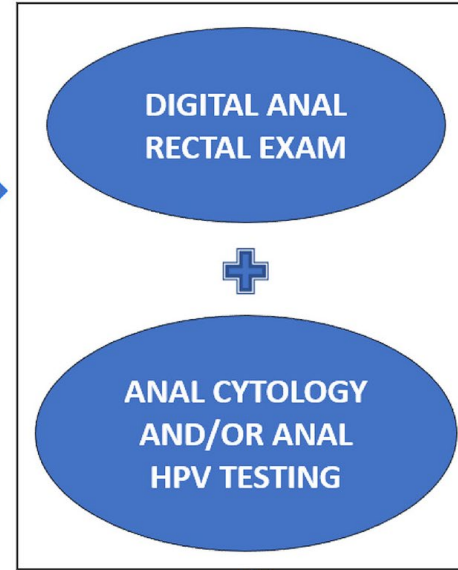 DIGITAL ANAL
RECTAL EXAM
ANAL CYTOLOGY
AND/OR ANAL
HPV TESTING